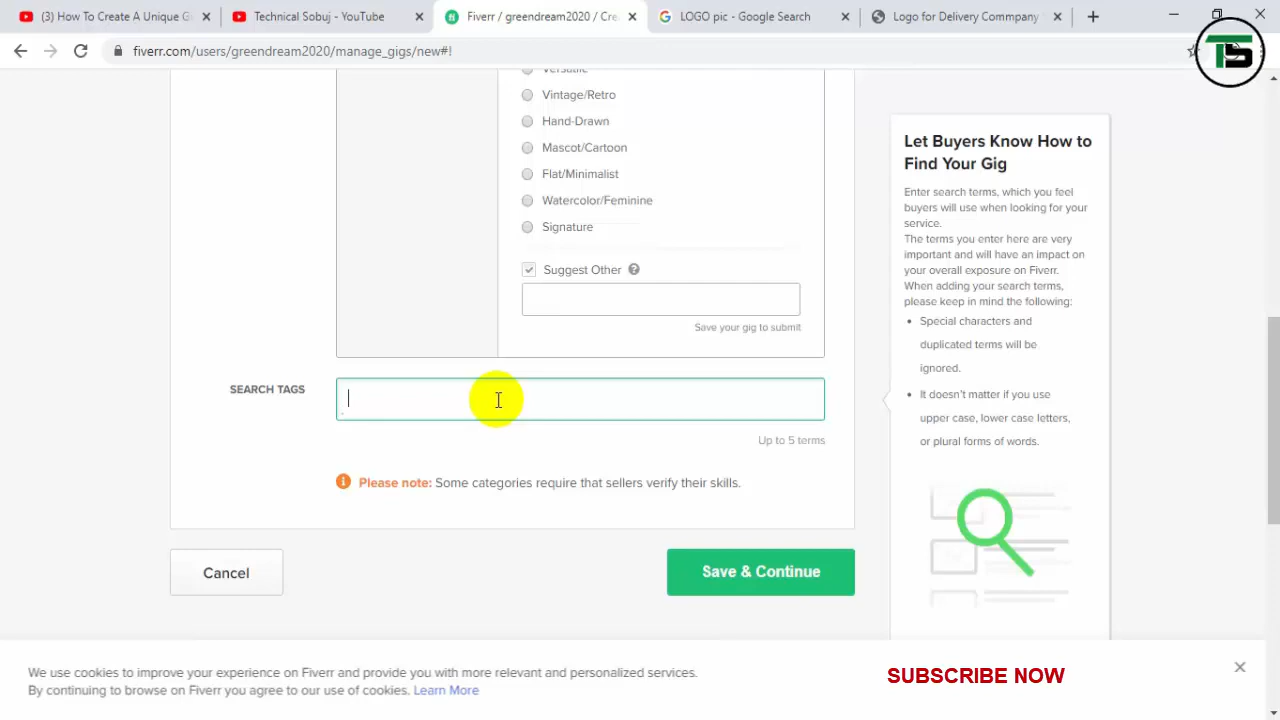 (3) How To Create A Unique G
Technical Sobuj - YouTube
Fiverr / greendream2020 / Cre
LOGO pic - Google Search
Logo for Delivery Commpany
fiverr.com/users/greendream2020/manage_gigs/new#!
TS
Versatile
Vintage/Retro
Hand-Drawn
Mascot/Cartoon
Flat/Minimalist
Watercolor/Feminine
Signature
Suggest Other
Save your gig to submit
SEARCH TAGS
Up to 5 terms
Please note: Some categories require that sellers verify their skills.
Cancel
Save & Continue
Let Buyers Know How to
Find Your Gig
Enter search terms, which you feel
buyers will use when looking for your
service.
The terms you enter here are very
important and will have an impact on
your overall exposure on Fiverr.
When adding your search terms,
please keep in mind the following:
• Special characters and
duplicated terms will be
ignored.
• It doesn't matter if you use
upper case, lower case letters,
or plural forms of words.
We use cookies to improve your experience on Fiverr and provide you with more relevant and personalized services.
By continuing to browse on Fiverr you agree to our use of cookies. Learn More
SUBSCRIBE NOW